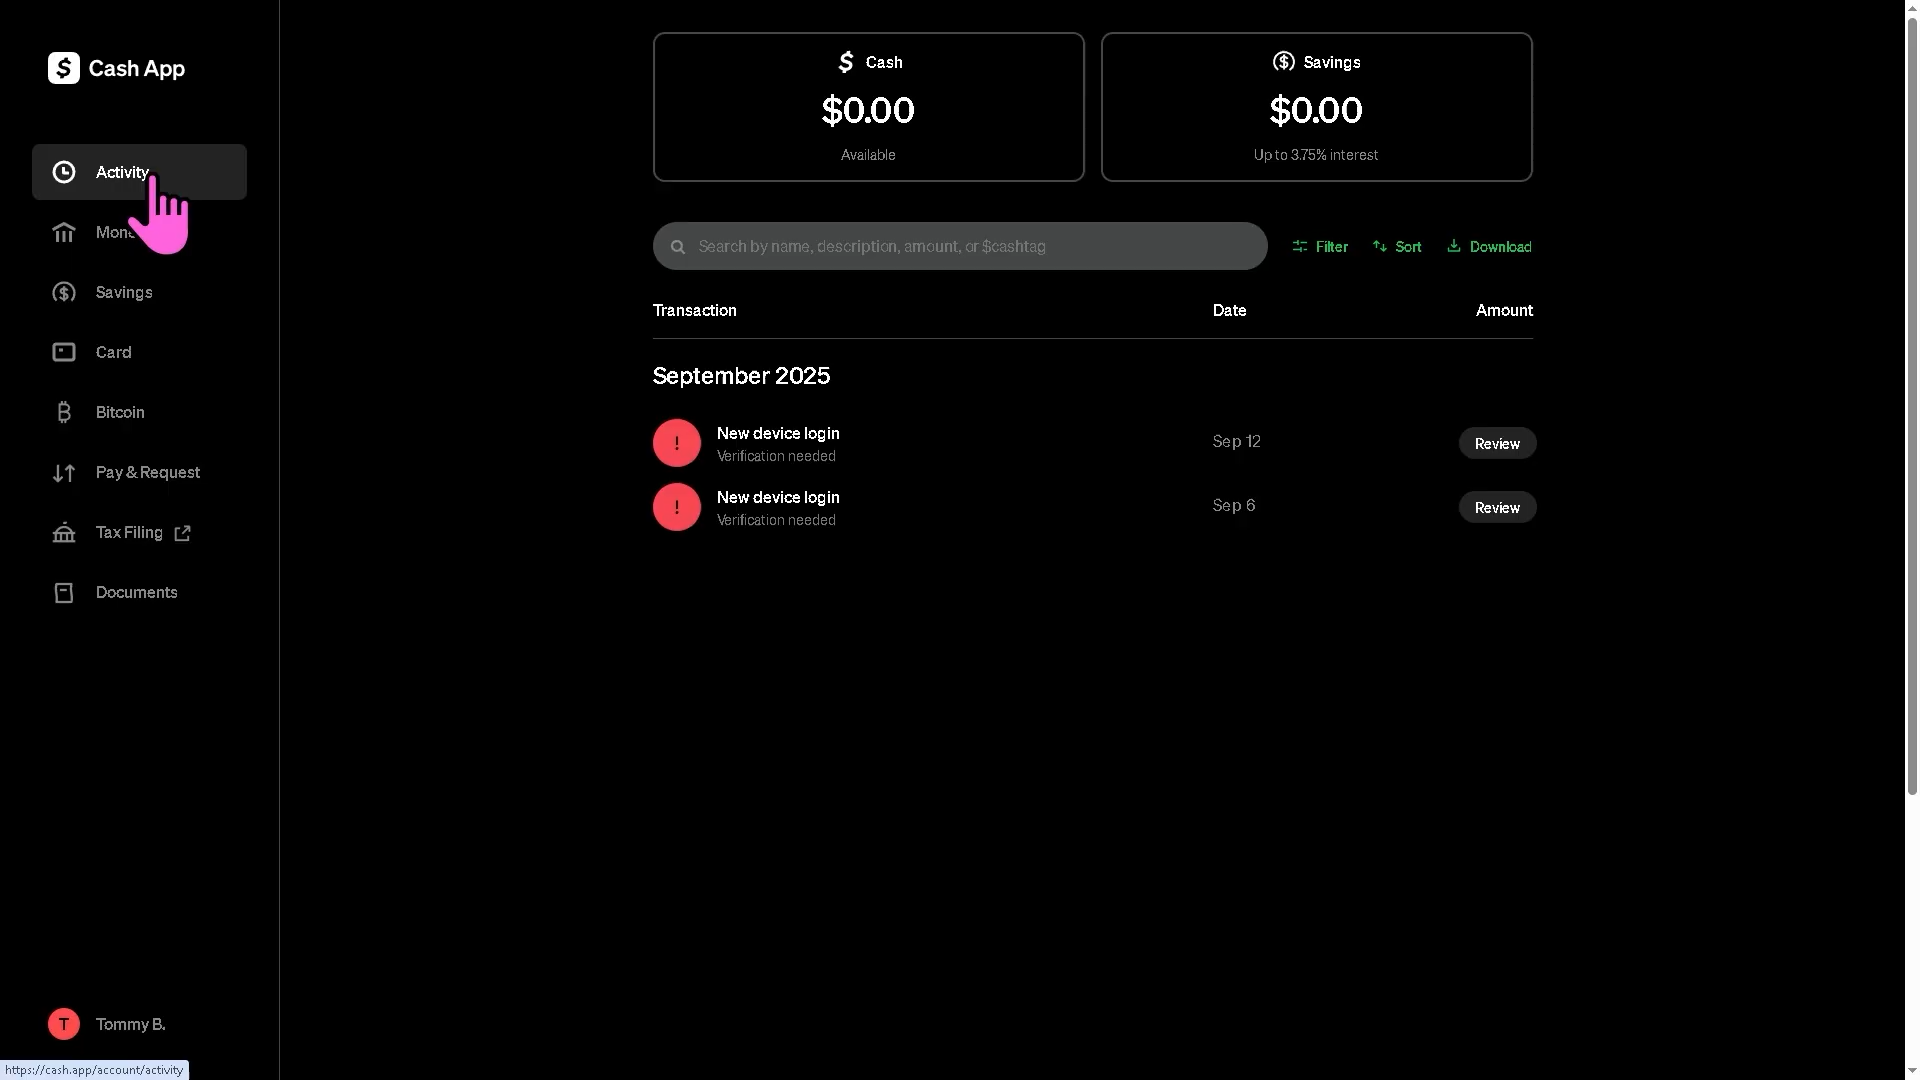 Cash App
Activity
Mon
Savings
Card
Bitcoin
Pay & Request
Tax Filing
Documents
Tommy B.
https://cash.app/account/activity
Cash
$0.00
Available
Savings
$0.00
Up to 3.75% interest
Search by name, description, amount, or $cashtag
Filter
Sort
Download
Transaction Date Amount
September 2025
New device login
Verification needed
Sep 12
Review
New device login
Verification needed
Sep 6
Review